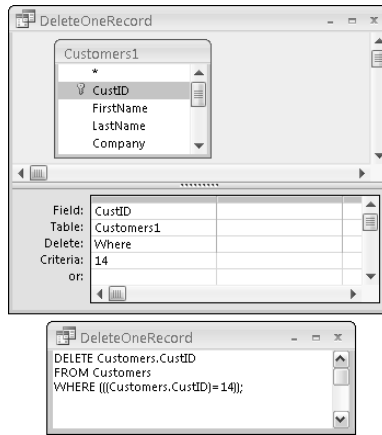 DeleteOneRecord
Customers1
*
CustID
FirstName
LastName
Company
Field: CustID
Table: Customers1
Delete: Where
Criteria: 14
or:
DeleteOneRecord
DELETE Customers.CustID
FROM Customers
WHERE (((Customers.CustID)=14));